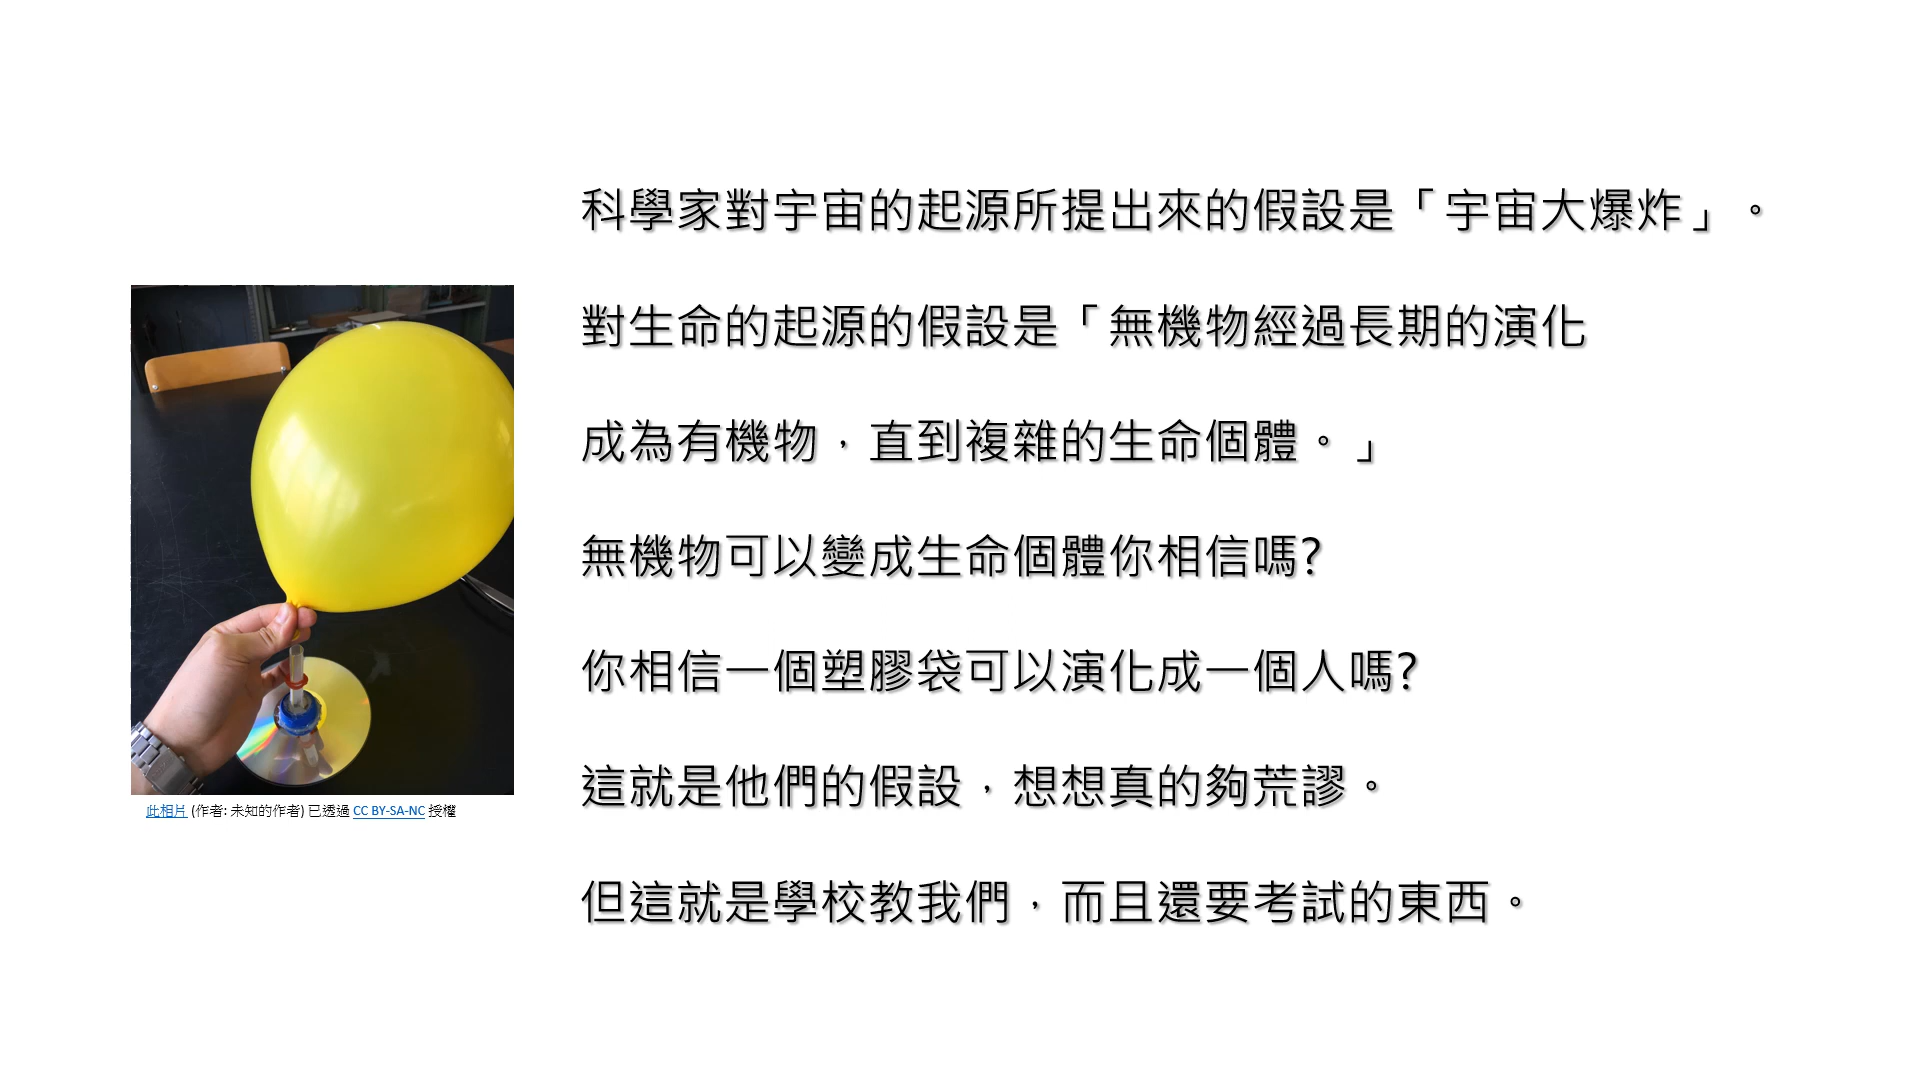 科學家對宇宙的起源所提出來的假設是「宇宙大爆炸」。
對生命的起源的假設是「無機物經過長期的演化
成為有機物，直到複雜的生命個體。」
無機物可以變成生命個體你相信嗎?
你相信一個塑膠袋可以演化成一個人嗎?
這就是他們的假設，想想真的夠荒謬。
但這就是學校教我們，而且還要考試的東西。
此相片 (作者: 未知的作者) 已透過 CC BY-SA-NC 授權